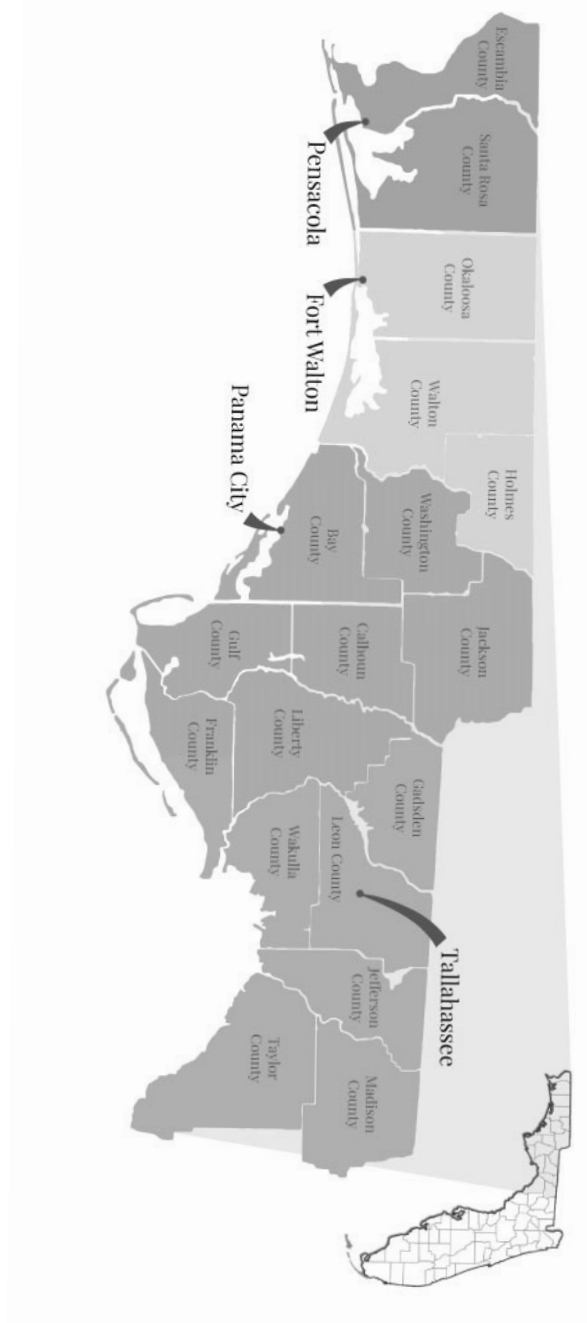 Escambia
County
Santa Rosa
County
Pensacola
Okaloosa
County
Fort Walton
Walton
County
Holmes
County
Washington
County
Bay
County
Panama City
Jackson
County
Calhoun
County
Gulf
County
Liberty
County
Franklin
County
Gadsden
County
Leon County
Wakulla
County
Tallahassee
Jefferson
County
Madison
County
Taylor
County